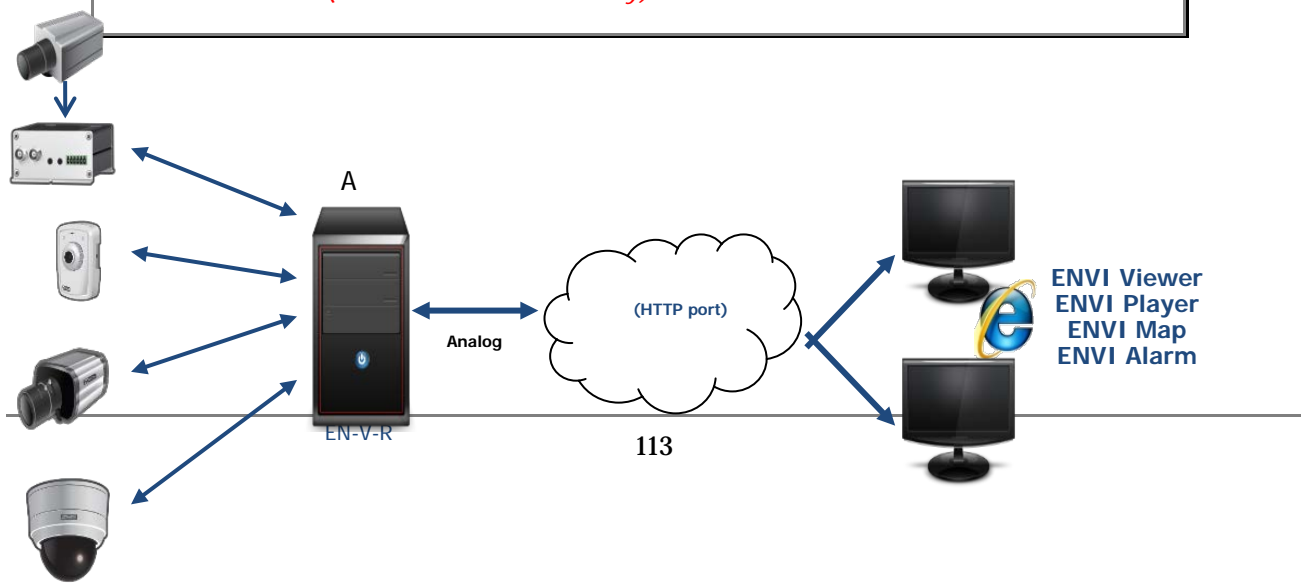 A
EN-V-R
Analog
(HTTP port)
ENVI Viewer
ENVI Player
ENVI Map
ENVI Alarm
113